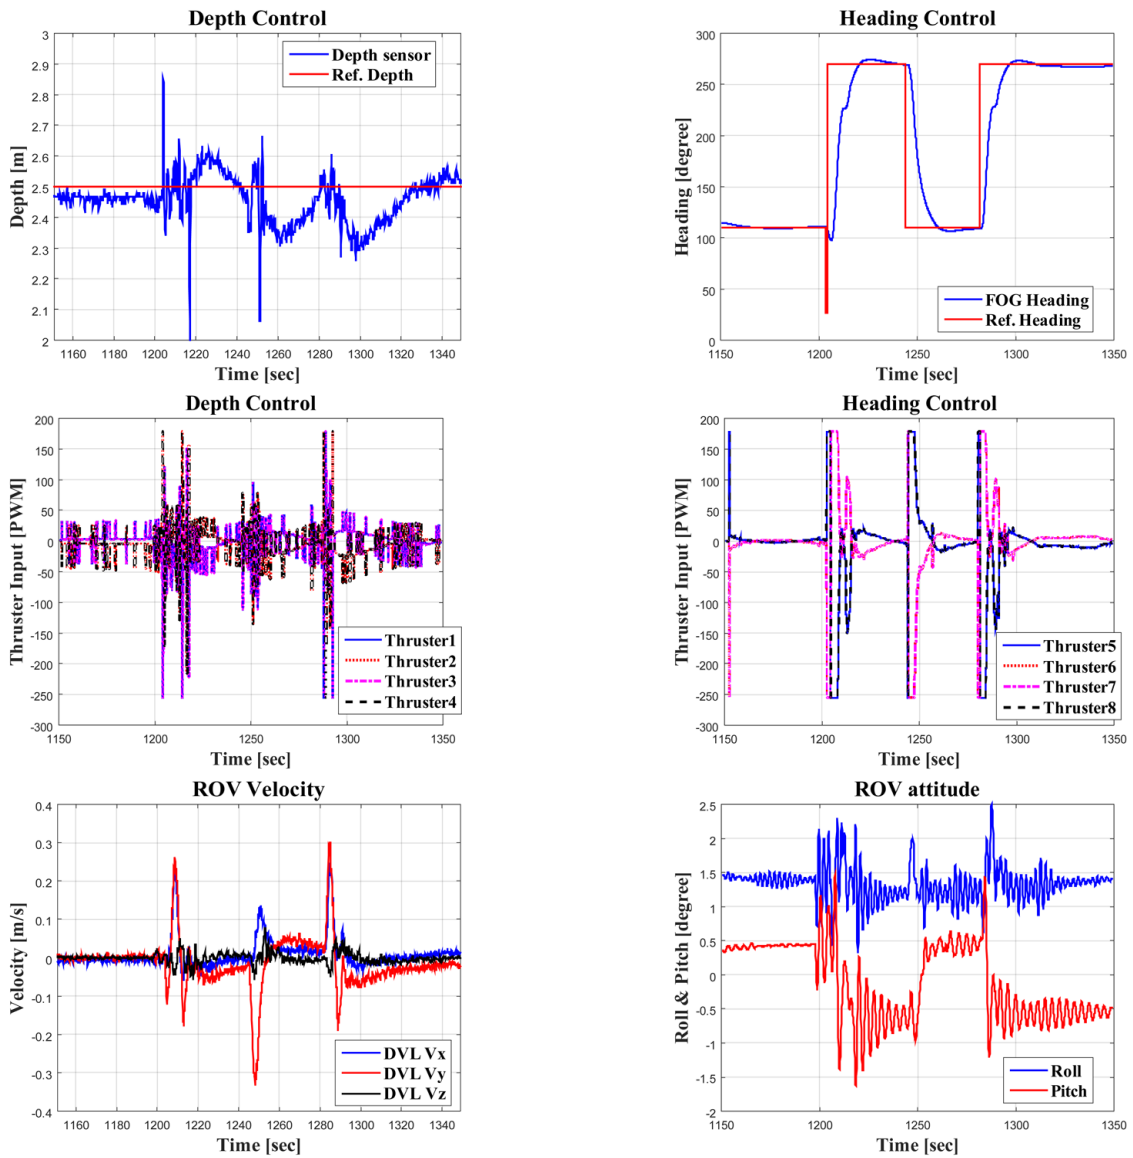 Depth Control
3
2.9
2.8
2.7
2.6
2.5
2.4
2.3
2.2
2.1
2
Depth [m]
Depth sensor
Ref. Depth
1160 1180 1200 1220 1240 1260 1280 1300 1320 1340
Time [sec]
Heading Control
300
250
200
150
100
50
0
Heading [degree]
FOG Heading
Ref. Heading
1150 1200 1250 1300 1350
Time [sec]
Depth Control
200
150
100
50
0
-50
-100
-150
-200
-250
-300
Thruster Input [PWM]
Thruster1
Thruster2
Thruster3
Thruster4
1150 1200 1250 1300 1350
Time [sec]
Heading Control
200
150
100
50
0
-50
-100
-150
-200
-250
-300
Thruster Input [PWM]
Thruster5
Thruster6
Thruster7
Thruster8
1150 1200 1250 1300 1350
Time [sec]
ROV Velocity
0.4
0.3
0.2
0.1
0
-0.1
-0.2
-0.3
-0.4
Velocity [m/s]
DVL Vx
DVL Vy
DVL Vz
1160 1180 1200 1220 1240 1260 1280 1300 1320 1340
Time [sec]
ROV attitude
2.5
2
1.5
1
0.5
0
-0.5
-1
-1.5
-2
Roll & Pitch [degree]
Roll
Pitch
1150 1200 1250 1300 1350
Time [sec]